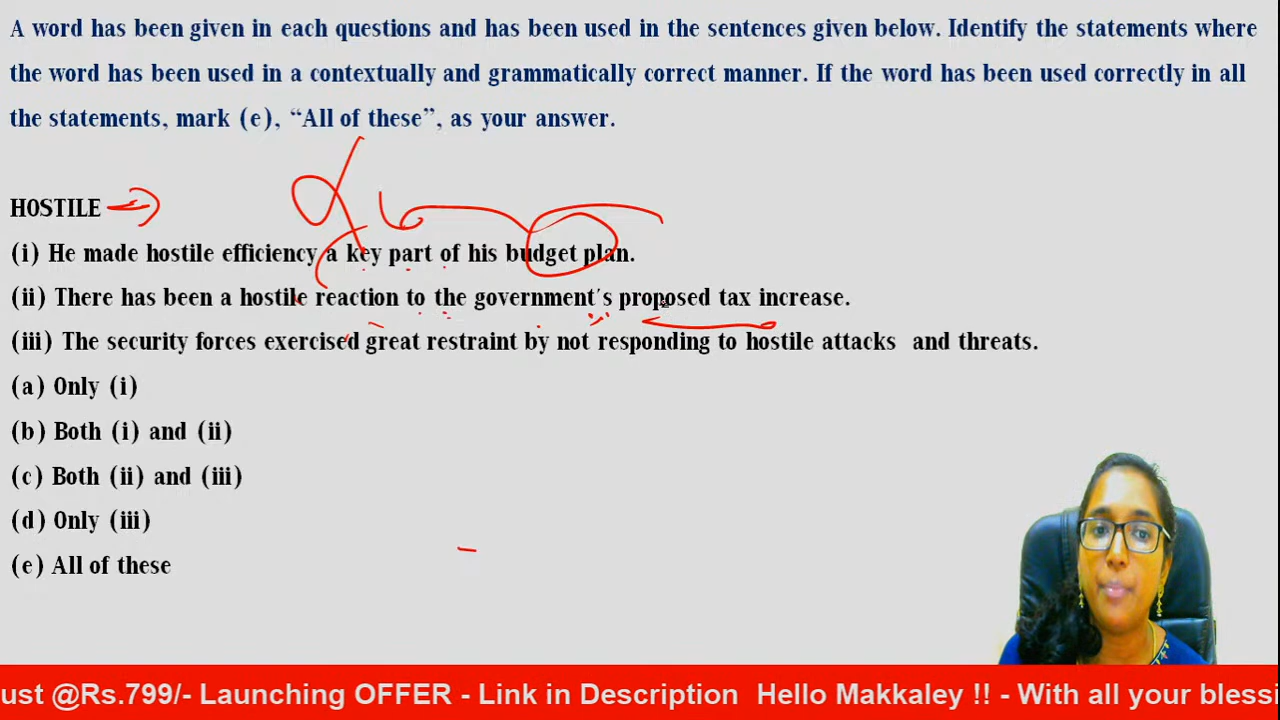 A word has been given in each questions and has been used in the sentences given below. Identify the statements where
the word has been used in a contextually and grammatically correct manner. If the word has been used correctly in all
the statements, mark (e), “All of these”, as your answer.
HOSTILE
(i) He made hostile efficiency a key part of his budget plan.
(ii) There has been a hostile reaction to the government's proposed tax increase.
(iii) The security forces exercised great restraint by not responding to hostile attacks and threats.
(a) Only (i)
(b) Both (i) and (ii)
(c) Both (ii) and (iii)
(d) Only (iii)
(e) All of these
ust @Rs.799/- Launching OFFER - Link in Description Hello Makkaley !! - With all your blessi